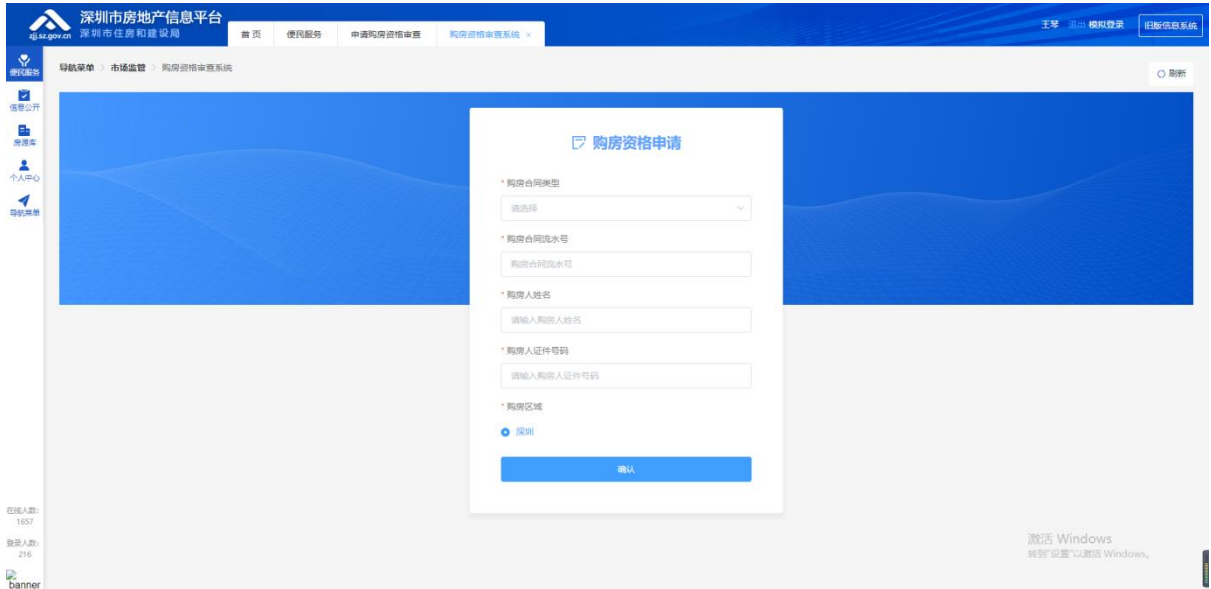 深圳市房地产信息平台
zjj.sz.gov.cn 深圳市住房和建设局
首页 便民服务 申请购房资格审查 购房资格审查系统 ×
王琴 退出 模拟登录 旧版信息系统
便民服务
信息公开
房源库
个人中心
导航菜单
导航菜单 > 市场监管 > 购房资格审查系统
刷新
购房资格申请
* 购房合同类型
请选择
* 购房合同流水号
购房合同流水号
* 购房人姓名
请输入购房人姓名
* 购房人证件号码
请输入购房人证件号码
* 购房区域
深圳
确认
在线人数:
1657
登录人数:
216
banner
激活 Windows
转到"设置"以激活 Windows。